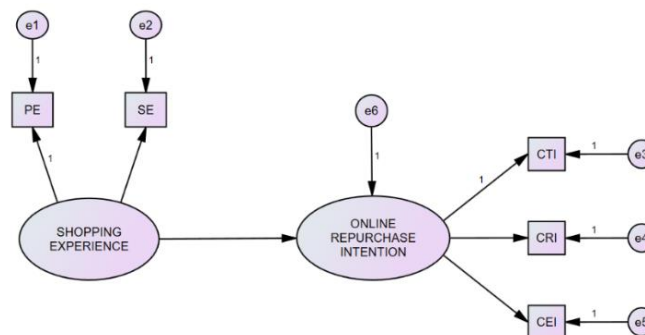 e1
e2
1
1
PE
SE
e6
1
1
1
CTI
1
e3
SHOPPING
EXPERIENCE
ONLINE
REPURCHASE
INTENTION
CRI
1
e4
CEI
1
e5